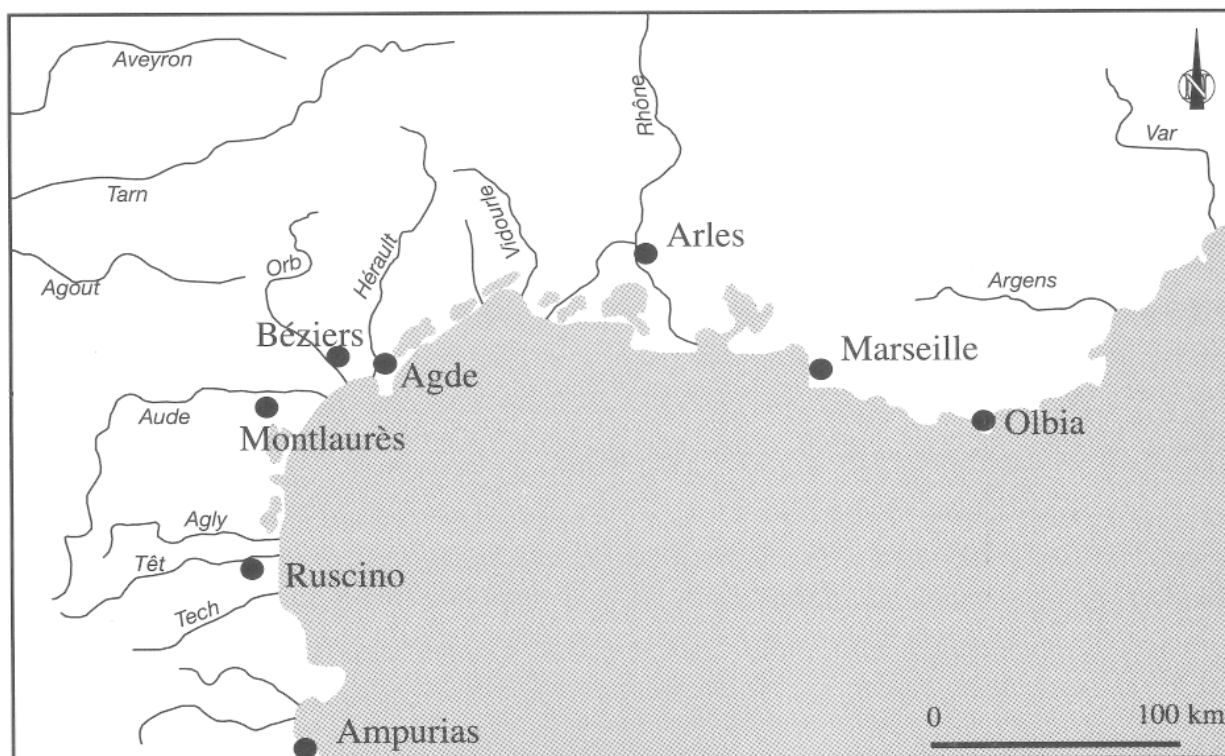 Aveyron
N
Rhône
Var
Tarn
Vidourle
Arles
Orb
Hérault
Agout
Argens
Béziers
Marseille
Agde
Aude
Olbia
Montlaurès
Agly
Têt
Ruscino
Tech
0
100 km
Ampurias